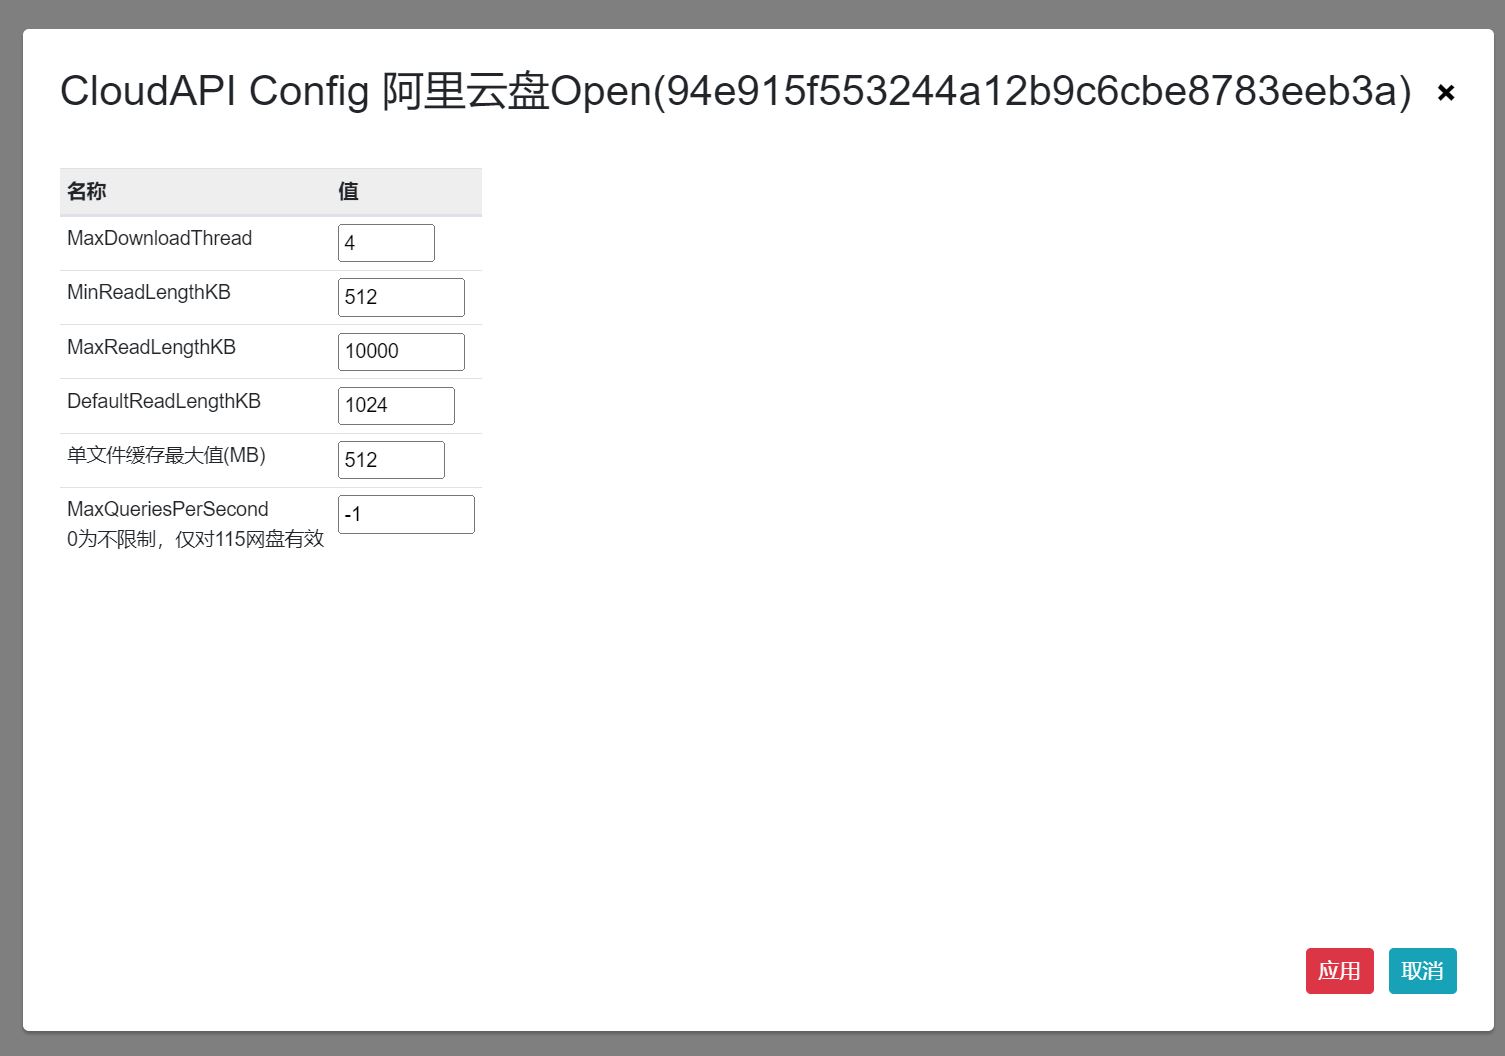 CloudAPI Config 阿里云盘Open(94e915f553244a12b9c6cbe8783eeb3a) ×
名称 值
MaxDownloadThread 4
MinReadLengthKB 512
MaxReadLengthKB 10000
DefaultReadLengthKB 1024
单文件缓存最大值(MB) 512
MaxQueriesPerSecond -1
0为不限制，仅对115网盘有效
应用 取消